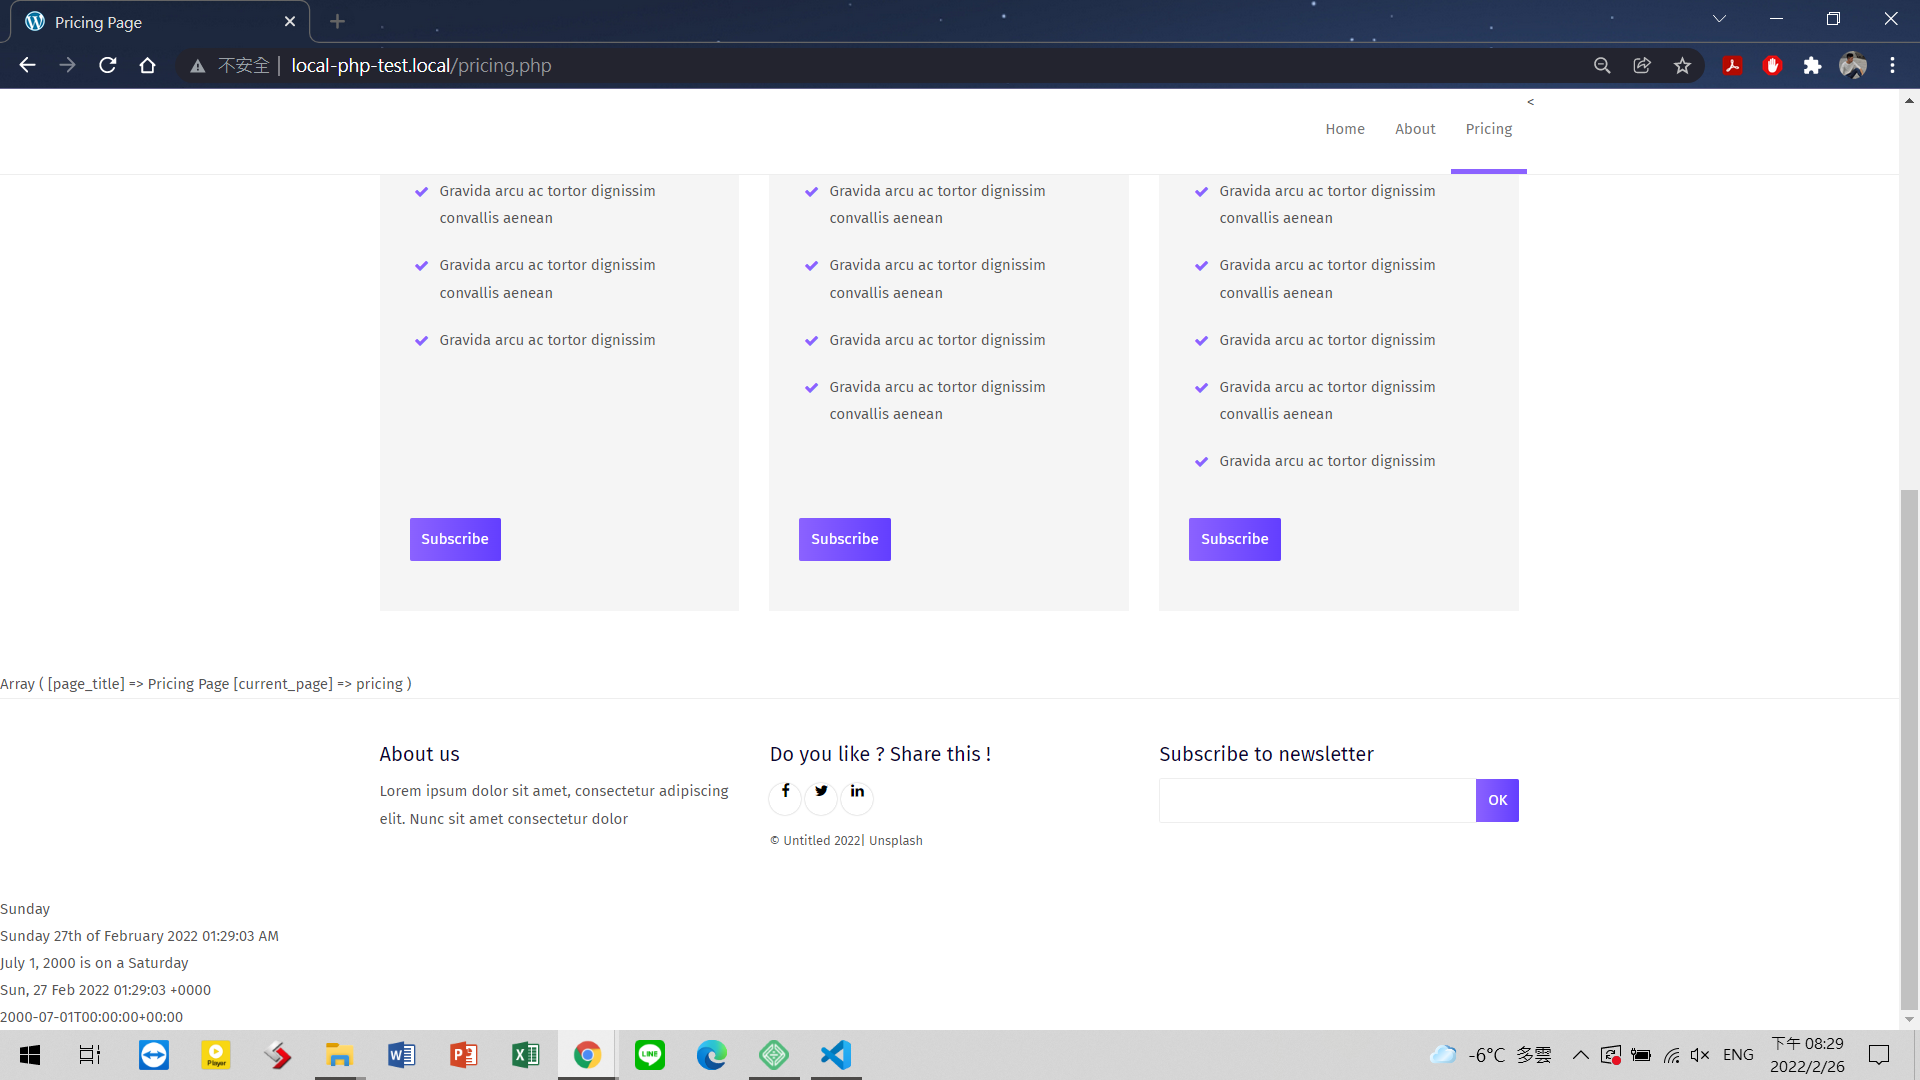 Pricing Page
不安全 | local-php-test.local/pricing.php
<
Home About Pricing
Gravida arcu ac tortor dignissim
convallis aenean
Gravida arcu ac tortor dignissim
convallis aenean
Gravida arcu ac tortor dignissim
Subscribe
Gravida arcu ac tortor dignissim
convallis aenean
Gravida arcu ac tortor dignissim
convallis aenean
Gravida arcu ac tortor dignissim
Gravida arcu ac tortor dignissim
convallis aenean
Subscribe
Gravida arcu ac tortor dignissim
convallis aenean
Gravida arcu ac tortor dignissim
convallis aenean
Gravida arcu ac tortor dignissim
Gravida arcu ac tortor dignissim
convallis aenean
Gravida arcu ac tortor dignissim
Subscribe
Array ( [page_title] => Pricing Page [current_page] => pricing )
About us
Lorem ipsum dolor sit amet, consectetur adipiscing
elit. Nunc sit amet consectetur dolor
Do you like ? Share this !
© Untitled 2022| Unsplash
Subscribe to newsletter
OK
Sunday
Sunday 27th of February 2022 01:29:03 AM
July 1, 2000 is on a Saturday
Sun, 27 Feb 2022 01:29:03 +0000
2000-07-01T00:00:00+00:00
Player
LINE
-6°C 多雲
ENG
下午 08:29
2022/2/26